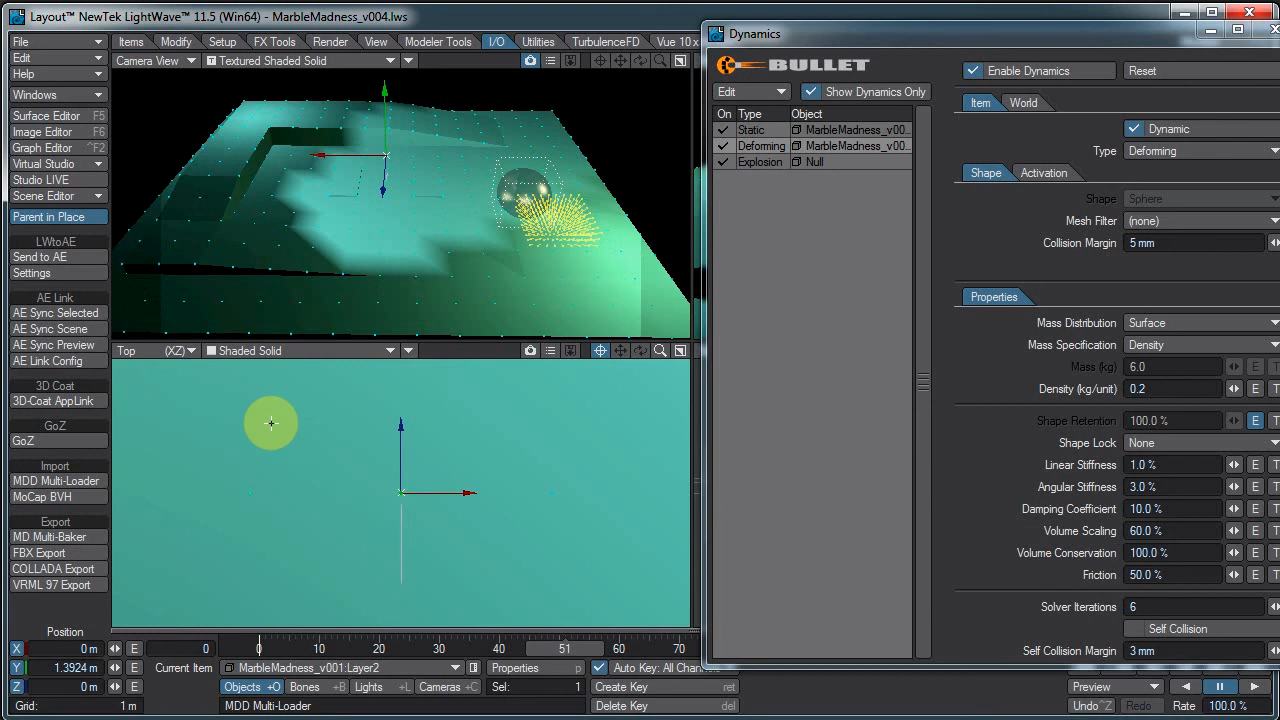 Layout™ NewTek LightWave™ 11.5 (Win64) - MarbleMadness_v004.lws
File
Edit
Help
Windows
Surface Editor F5
Image Editor F6
Graph Editor ^F2
Virtual Studio
Studio LIVE
Scene Editor
Parent in Place
LWtoAE
Send to AE
Settings
AE Link
AE Sync Selected
AE Sync Scene
AE Sync Preview
AE Link Config
3D Coat
3D-Coat AppLink
GoZ
GoZ
Import
MDD Multi-Loader
MoCap BVH
Export
MD Multi-Baker
FBX Export
COLLADA Export
VRML 97 Export
Items Modify Setup FX Tools Render View Modeler Tools I/O Utilities TurbulenceFD Vue 10x
Camera View Textured Shaded Solid
Top (XZ) Shaded Solid
Dynamics
BULLET
Edit Show Dynamics Only
On Type Object
Static MarbleMadness_v00...
Deforming MarbleMadness_v00...
Explosion Null
Enable Dynamics Reset
Item World
Dynamic
Type Deforming
Shape Activation
Shape Sphere
Mesh Filter (none)
Collision Margin 5 mm
Properties
Mass Distribution Surface
Mass Specification Density
Mass (kg) 6.0 E T
Density (kg/unit) 0.2 E T
Shape Retention 100.0 % E T
Shape Lock None
Linear Stiffness 1.0 % E T
Angular Stiffness 3.0 % E T
Damping Coefficient 10.0 % E T
Volume Scaling 60.0 % E T
Volume Conservation 100.0 % E T
Friction 50.0 % E T
Solver Iterations 6
Self Collision
Self Collision Margin 3 mm
Position
X 0 m E
Y 1.3924 m E
Z 0 m E
Grid: 1 m
0 0 10 20 30 40 51 60 70
Current Item MarbleMadness_v001:Layer2 Properties p Auto Key: All Chan
Objects +O Bones +B Lights +L Cameras +C Sel: 1 Create Key ret
MDD Multi-Loader Delete Key del
Preview
Undo^Z Redo Rate 100.0 %